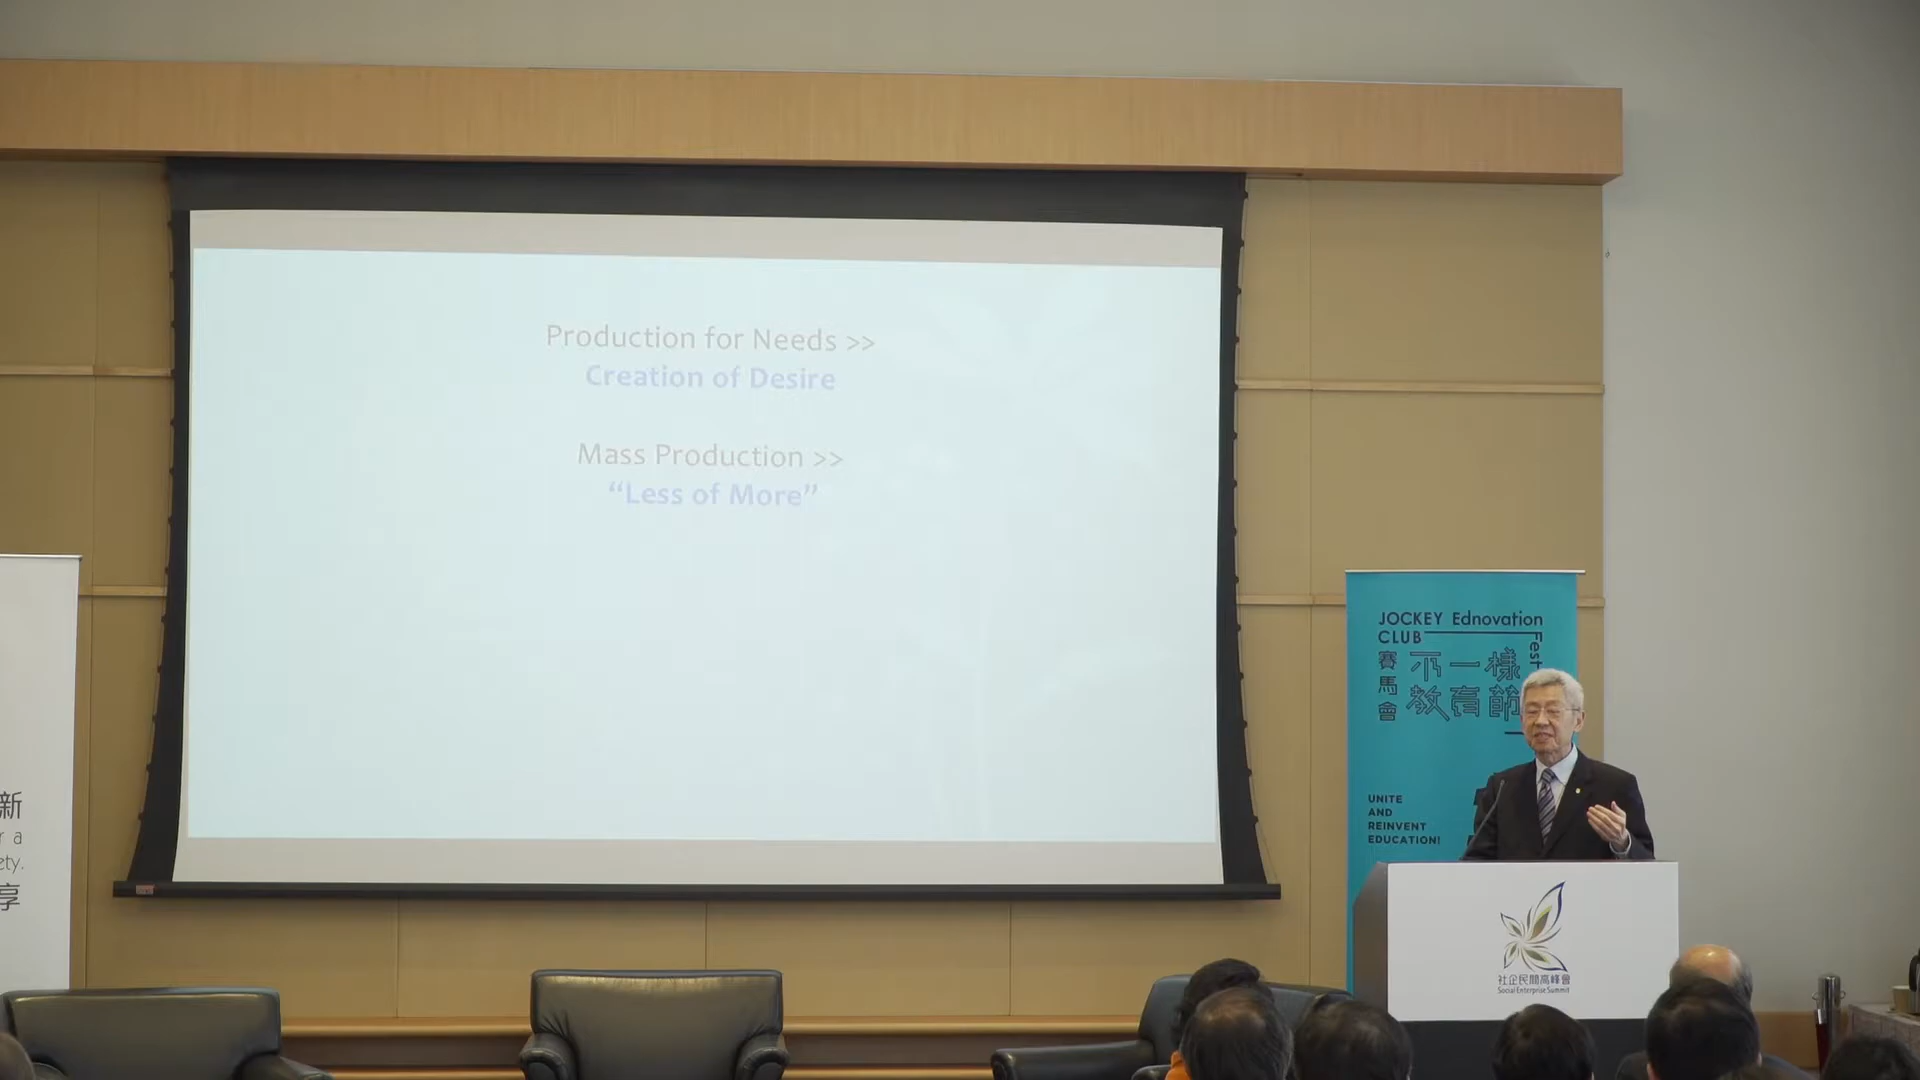 Production for Needs >>
Creation of Desire
Mass Production >>
“Less of More”
新
r a
ety.
享
JOCKEY Ednovation
CLUB
Fest
賽馬會
不一樣
教育節
UNITE
AND
REINVENT
EDUCATION!
社企民間高峰會
Social Enterprise Summit